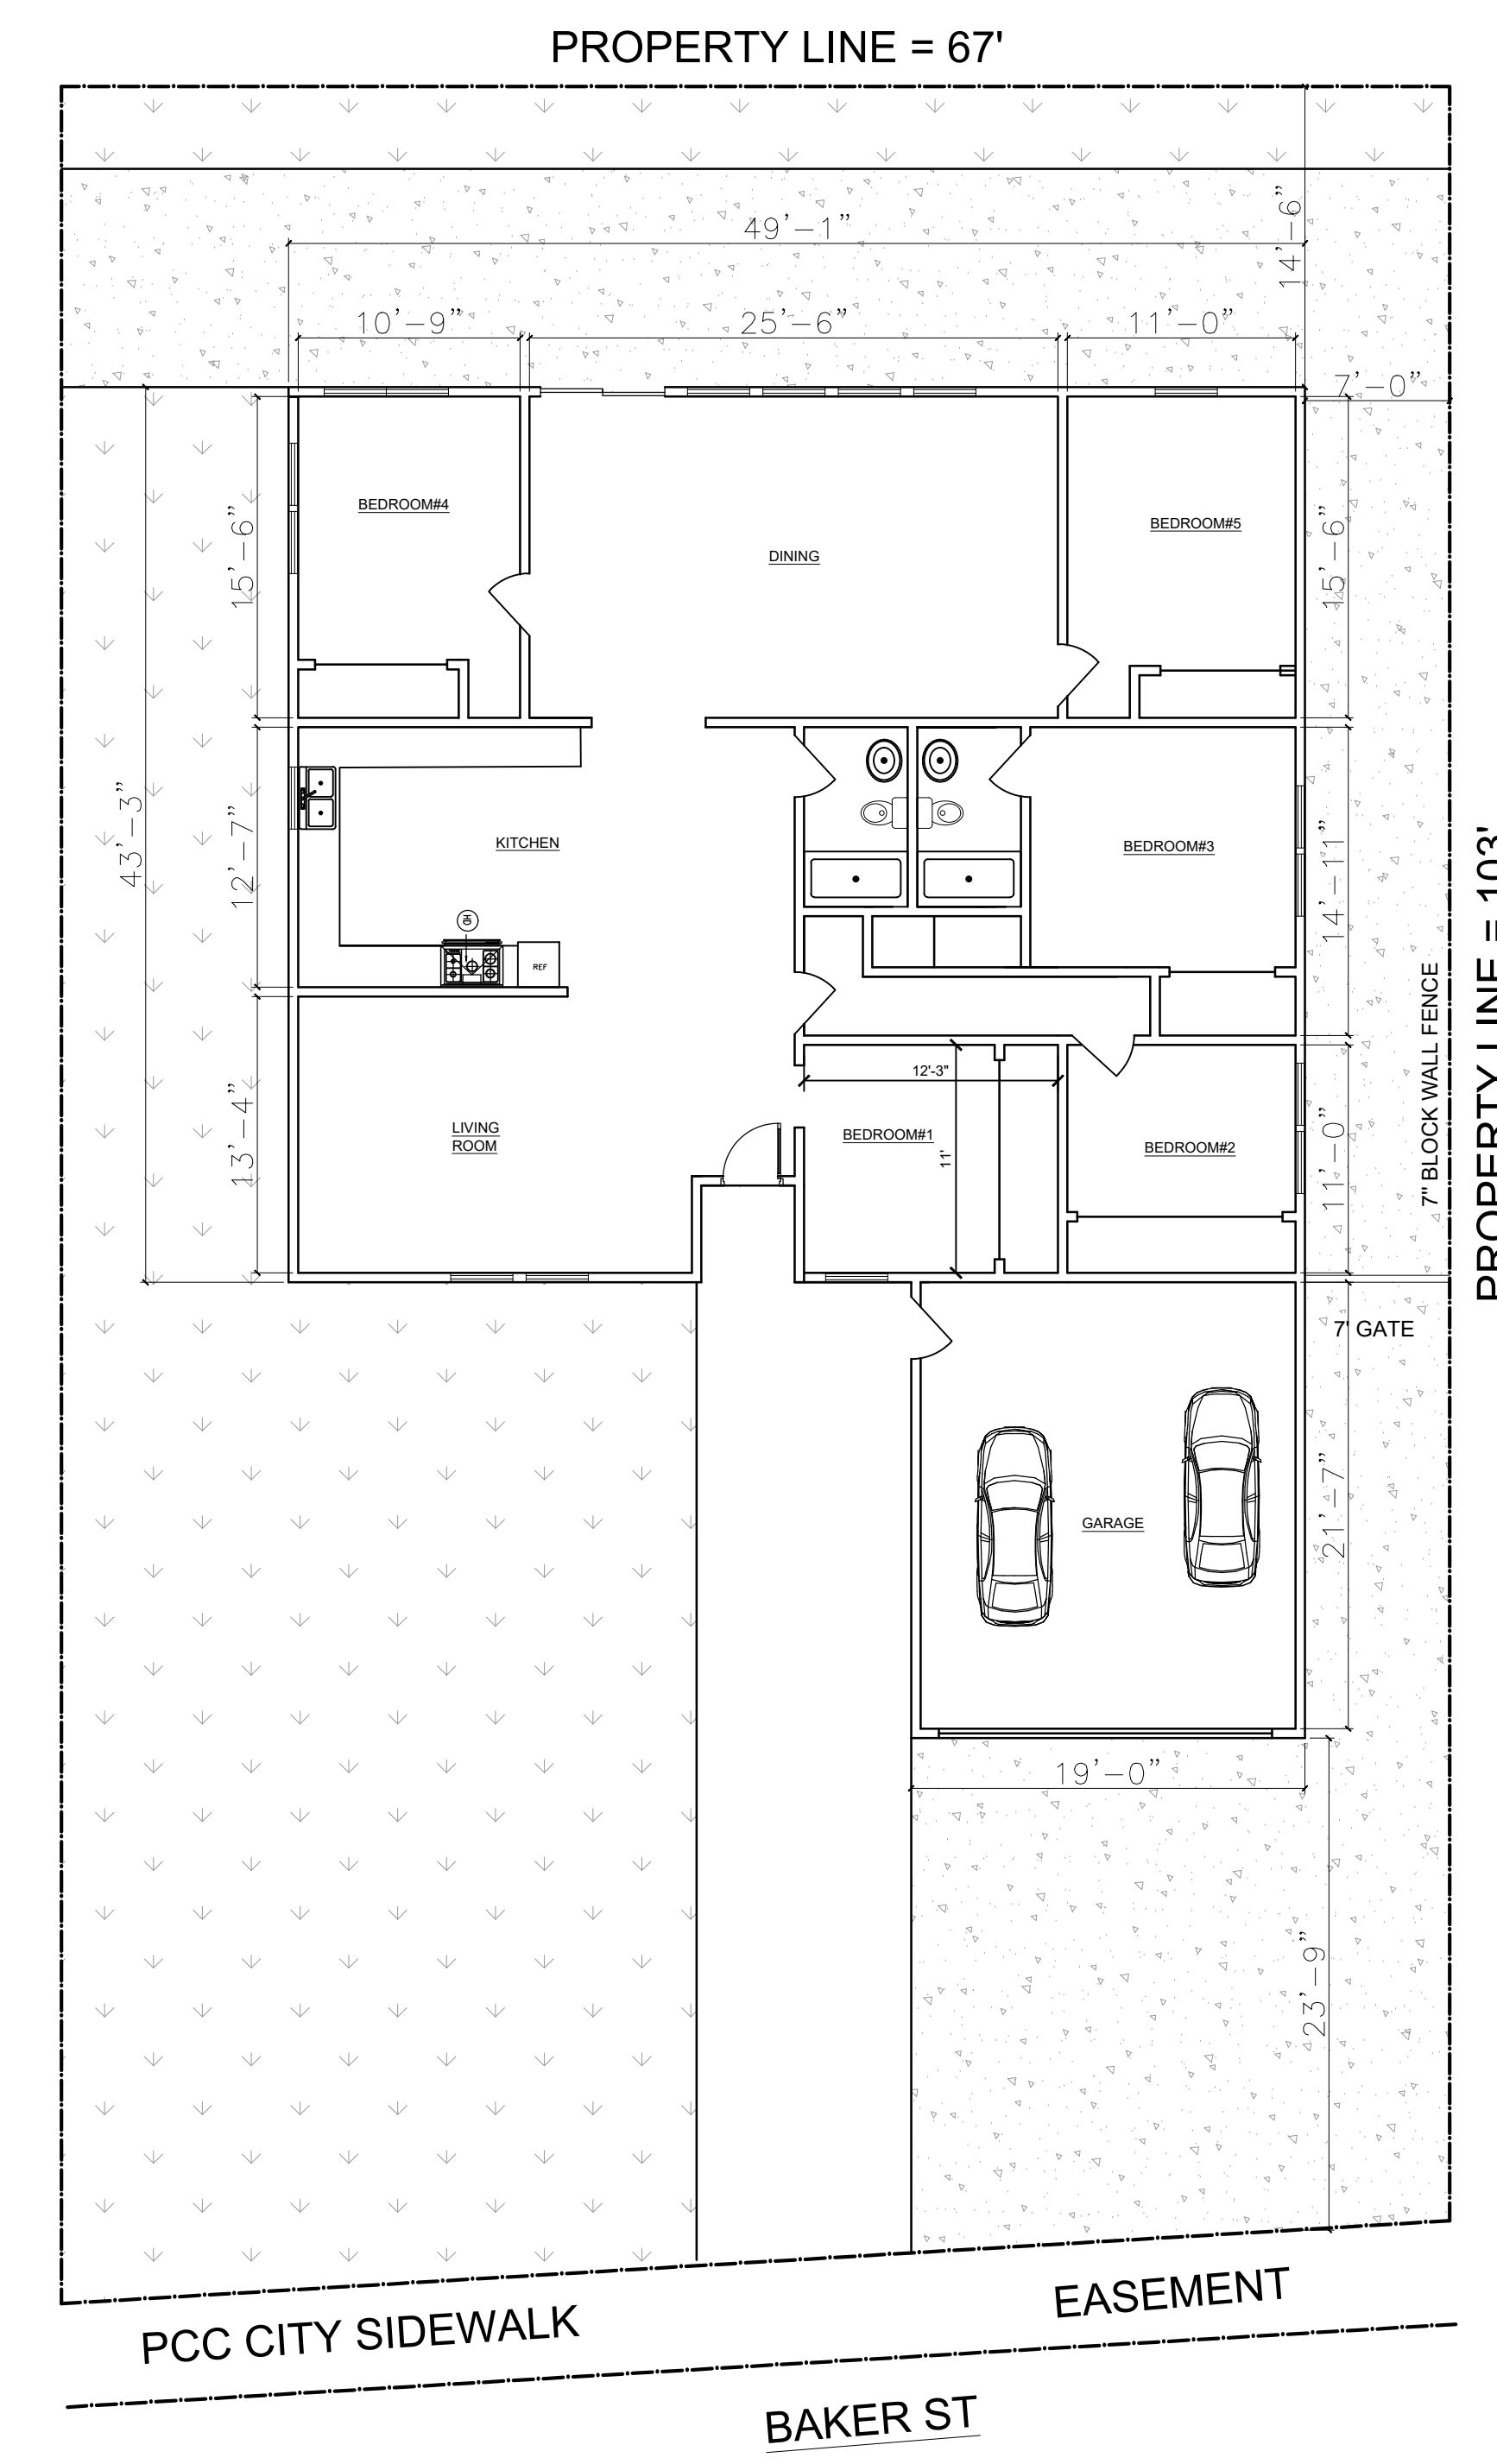 PROPERTY LINE = 67'
14'-6"
49'-1"
10'-9"
25'-6"
11'-0"
7'-0"
BEDROOM#4
BEDROOM#5
DINING
15'-6"
15'-6"
43'-3"
12'-7"
KITCHEN
BEDROOM#3
14'-11"
REF
PROPERTY LINE = 103'
7" BLOCK WALL FENCE
12'-3"
13'-4"
LIVING
ROOM
BEDROOM#1
11'
BEDROOM#2
11'-0"
7' GATE
GARAGE
21'-7"
19'-0"
23'-9"
EASEMENT
PCC CITY SIDEWALK
BAKER ST